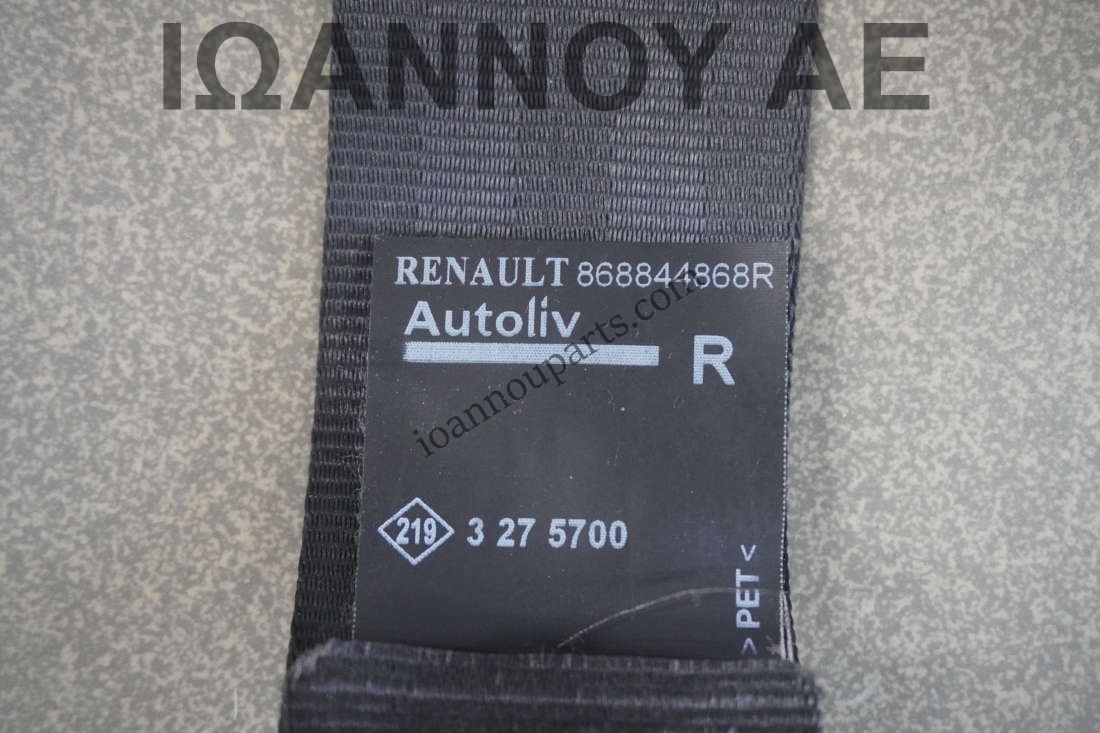 ΙΩΑΝΝΟΥ ΑΕ
RENAULT 868844868R
Autoliv
R
ioannouparts.com
219 3 27 5700
> PET <